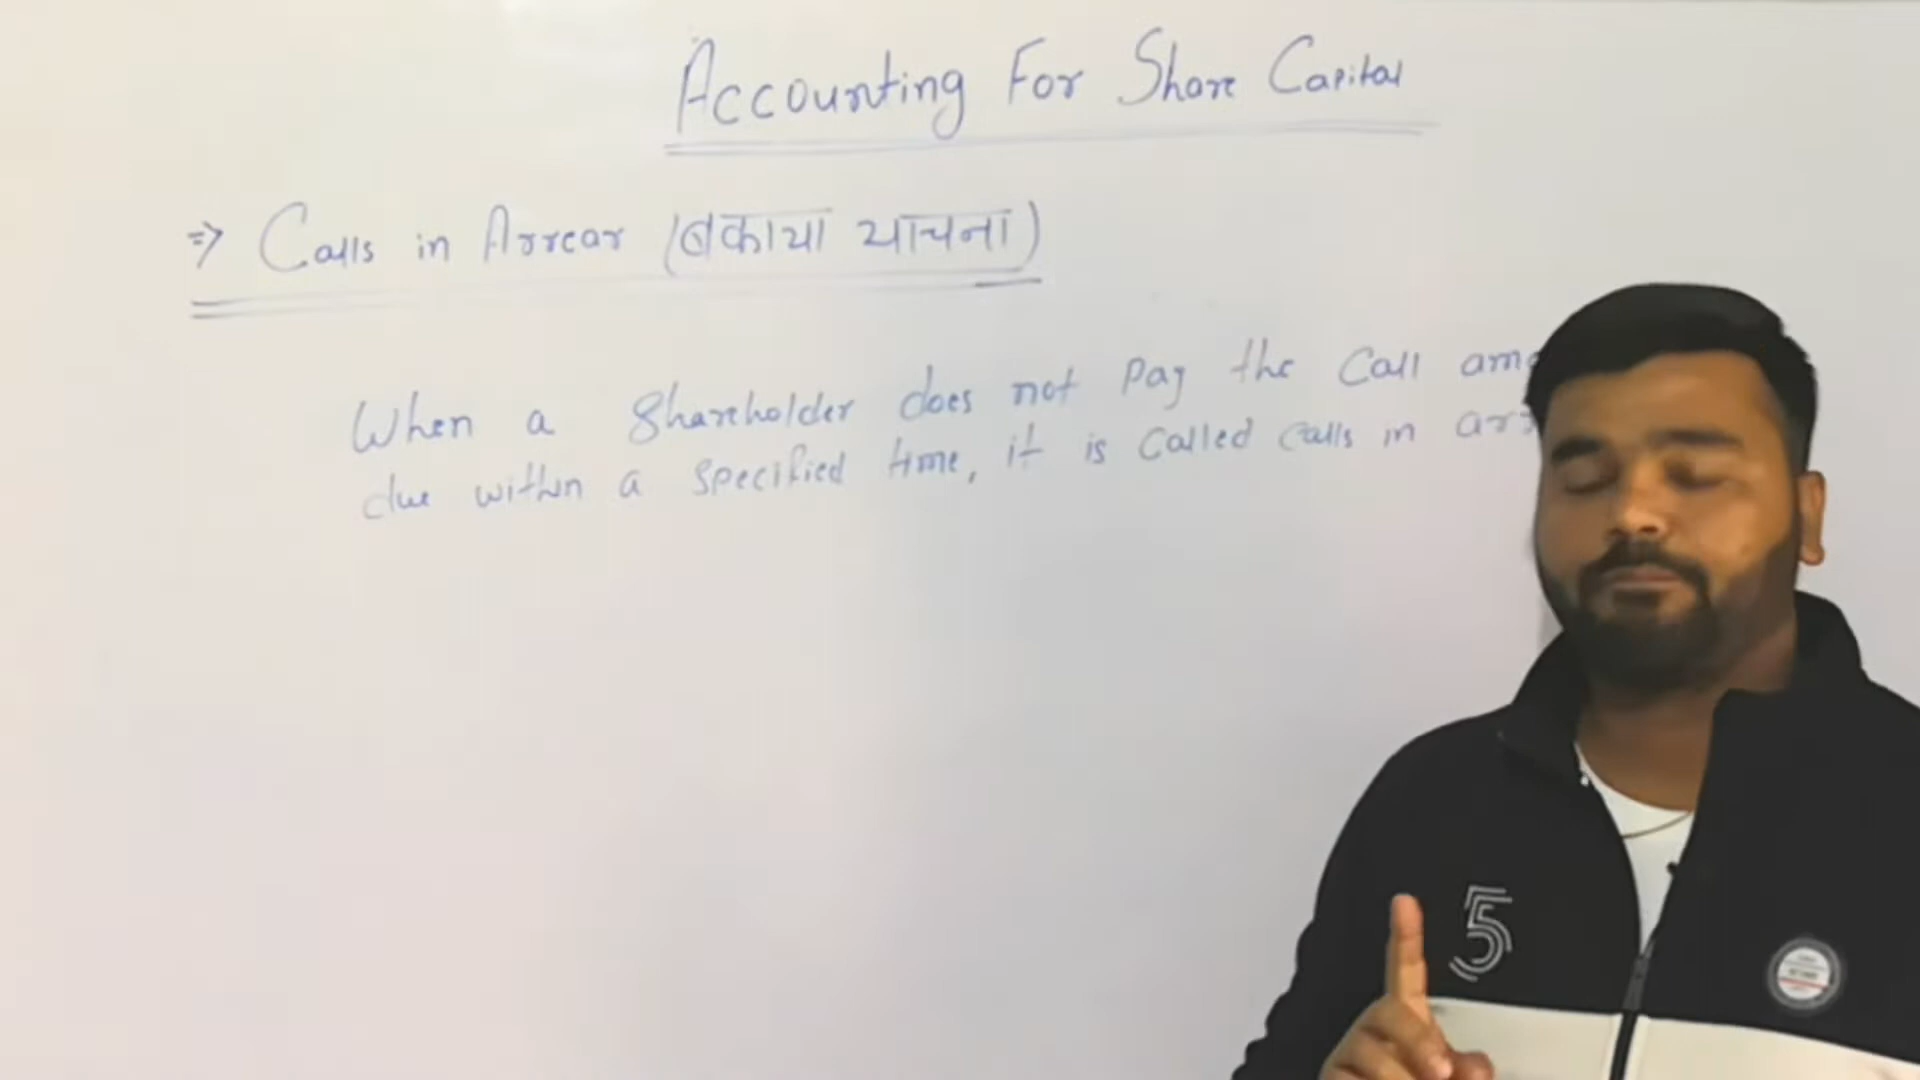 Accounting For Share Capital
⇒ Calls in Arrear (बकाया याचना)
When a Shareholder does not Pay the Call
due within a specified time, it is called calls in
5